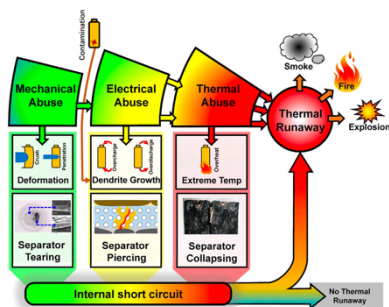 Contamination
Smoke
Mechanical
Abuse
Electrical
Abuse
Thermal
Abuse
Thermal
Runaway
Fire
Explosion
Crush
Penetration
Deformation
Overcharge
Overdischarge
Dendrite Growth
Overheat
Extreme Temp
Separator
Tearing
Separator
Piercing
Separator
Collapsing
Internal short circuit
No Thermal
Runaway